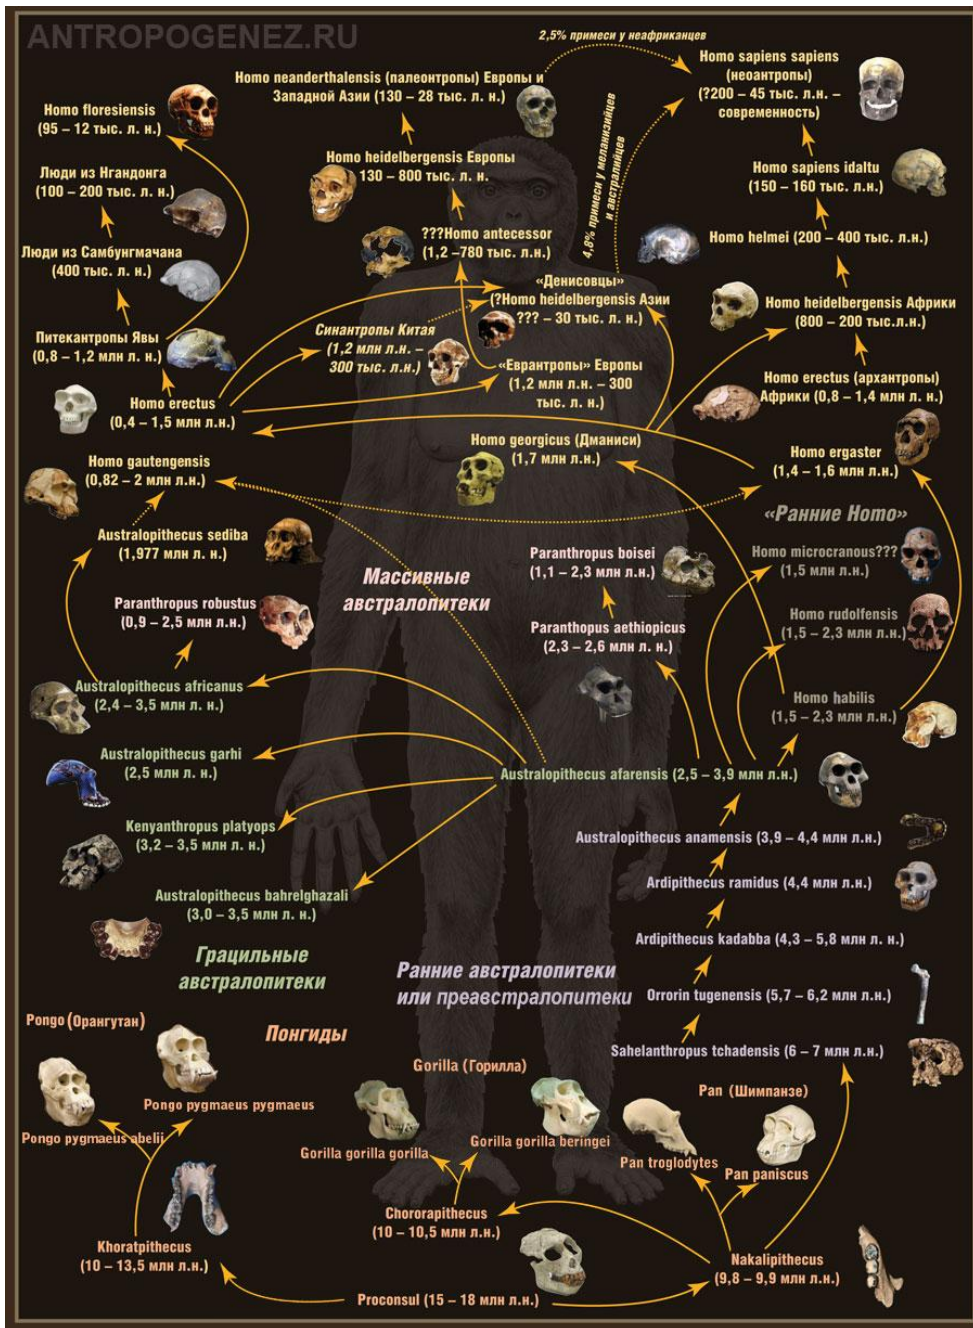 ANTROPOGENEZ.RU
2,5% примеси у неафриканцев
Homo sapiens sapiens
(неоантропы)
(?200 – 45 тыс. л. н. –
современность)
Homo neanderthalensis (палеонтропы) Европы и
Западной Азии (130 – 28 тыс. л. н.)
Homo floresiensis
(95 – 12 тыс. л. н.)
4,8% примеси у меланизийцев
и австралийцев
Homo heidelbergensis Европы
130 – 800 тыс. л. н.
Homo sapiens idaltu
(150 – 160 тыс. л.н.)
Люди из Нгандонга
(100 – 200 тыс. л. н.)
???Homo antecessor
(1,2 –780 тыс. л.н.)
Homo helmei (200 – 400 тыс. л.н.)
Люди из Самбунгмачана
(400 тыс. л. н.)
«Денисовцы»
(?Homo heidelbergensis Азии
??? – 30 тыс. л. н.)
Homo heidelbergensis Африки
(800 – 200 тыс.л.н.)
Питекантропы Явы
(0,8 – 1,2 млн л.н.)
Синантропы Китая
(1,2 млн л.н. –
300 тыс. л.н.)
«Еврантропы» Европы
(1,2 млн л.н. – 300
тыс. л.н.)
Homo erectus (архантропы)
Африки (0,8 – 1,4 млн л.н.)
Homo erectus
(0,4 – 1,5 млн л.н.)
Homo georgicus (Дманиси)
(1,7 млн л.н.)
Homo ergaster
(1,4 – 1,6 млн л.н.)
Homo gautengensis
(0,82 – 2 млн л.н.)
«Ранние Homo»
Australopithecus sediba
(1,977 млн л. н.)
Paranthropus boisei
(1,1 – 2,3 млн л.н.)
Homo microcranous???
(1,5 млн л.н.)
Массивные
австралопитеки
Paranthropus robustus
(0,9 – 2,5 млн л.н.)
Paranthopus aethiopicus
(2,3 – 2,6 млн л. н.)
Homo rudolfensis
(1,5 – 2,3 млн л.н.)
Australopithecus africanus
(2,4 – 3,5 млн л. н.)
Homo habilis
(1,5 – 2,3 млн л.н.)
Australopithecus garhi
(2,5 млн л. н.)
Australopithecus afarensis (2,5 – 3,9 млн л.н.)
Kenyanthropus platyops
(3,2 – 3,5 млн л. н.)
Australopithecus anamensis (3,9 – 4,4 млн л.н.)
Australopithecus bahrelghazali
(3,0 – 3,5 млн л. н.)
Ardipithecus ramidus (4,4 млн л.н.)
Ardipithecus kadabba (4,3 – 5,8 млн л. н.)
Грацильные
австралопитеки
Ранние австралопитеки
или преавстралопитеки
Orrorin tugenensis (5,7 – 6,2 млн л.н.)
Pongo (Орангутан)
Понгиды
Sahelanthropus tchadensis (6 – 7 млн л.н.)
Gorilla (Горилла)
Pan (Шимпанзе)
Pongo pygmaeus pygmaeus
Pongo pygmaeus abelii
Gorilla gorilla gorilla
Gorilla gorilla beringei
Pan troglodytes
Pan paniscus
Chororapithecus
(10 – 10,5 млн л.н.)
Khoratpithecus
(10 – 13,5 млн л.н.)
Nakalipithecus
(9,8 – 9,9 млн л.н.)
Proconsul (15 – 18 млн л.н.)